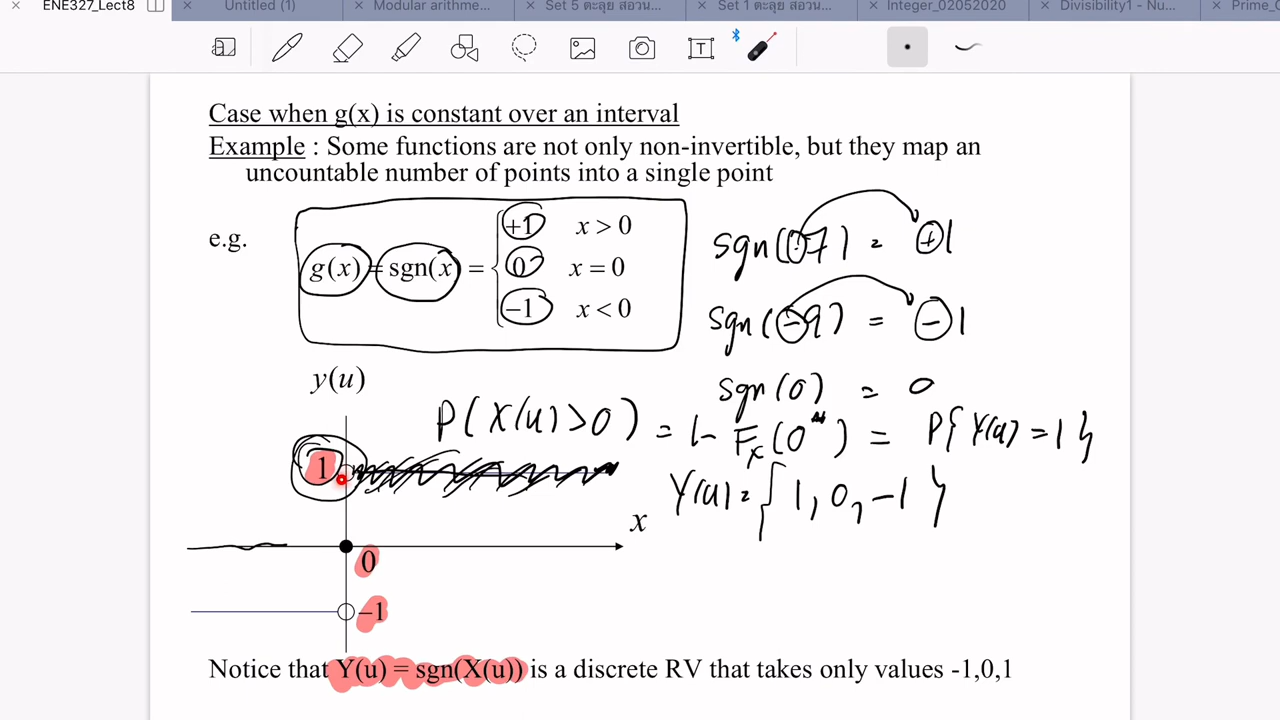 ENE327_Lect8
Untitled (1)
Modular arithme...
Set 5 ตะลุย สอวน...
Set 1 ตะลุย สอวน...
Integer_02052020
Divisibility1 - Nu...
Prime_0
Case when g(x) is constant over an interval
Example : Some functions are not only non-invertible, but they map an
uncountable number of points into a single point
e.g.
g(x) = sgn(x) = { +1 x > 0
0 x = 0
−1 x < 0
sgn( 7) = +1
sgn(−9) = −1
sgn(0) = 0
y(u)
P(X(u)>0) = 1- F_X(0 ) = P{Y(u) = 1}
1
Y(u) = {1, 0, -1}
x
0
−1
Notice that Y(u) = sgn(X(u)) is a discrete RV that takes only values -1,0,1